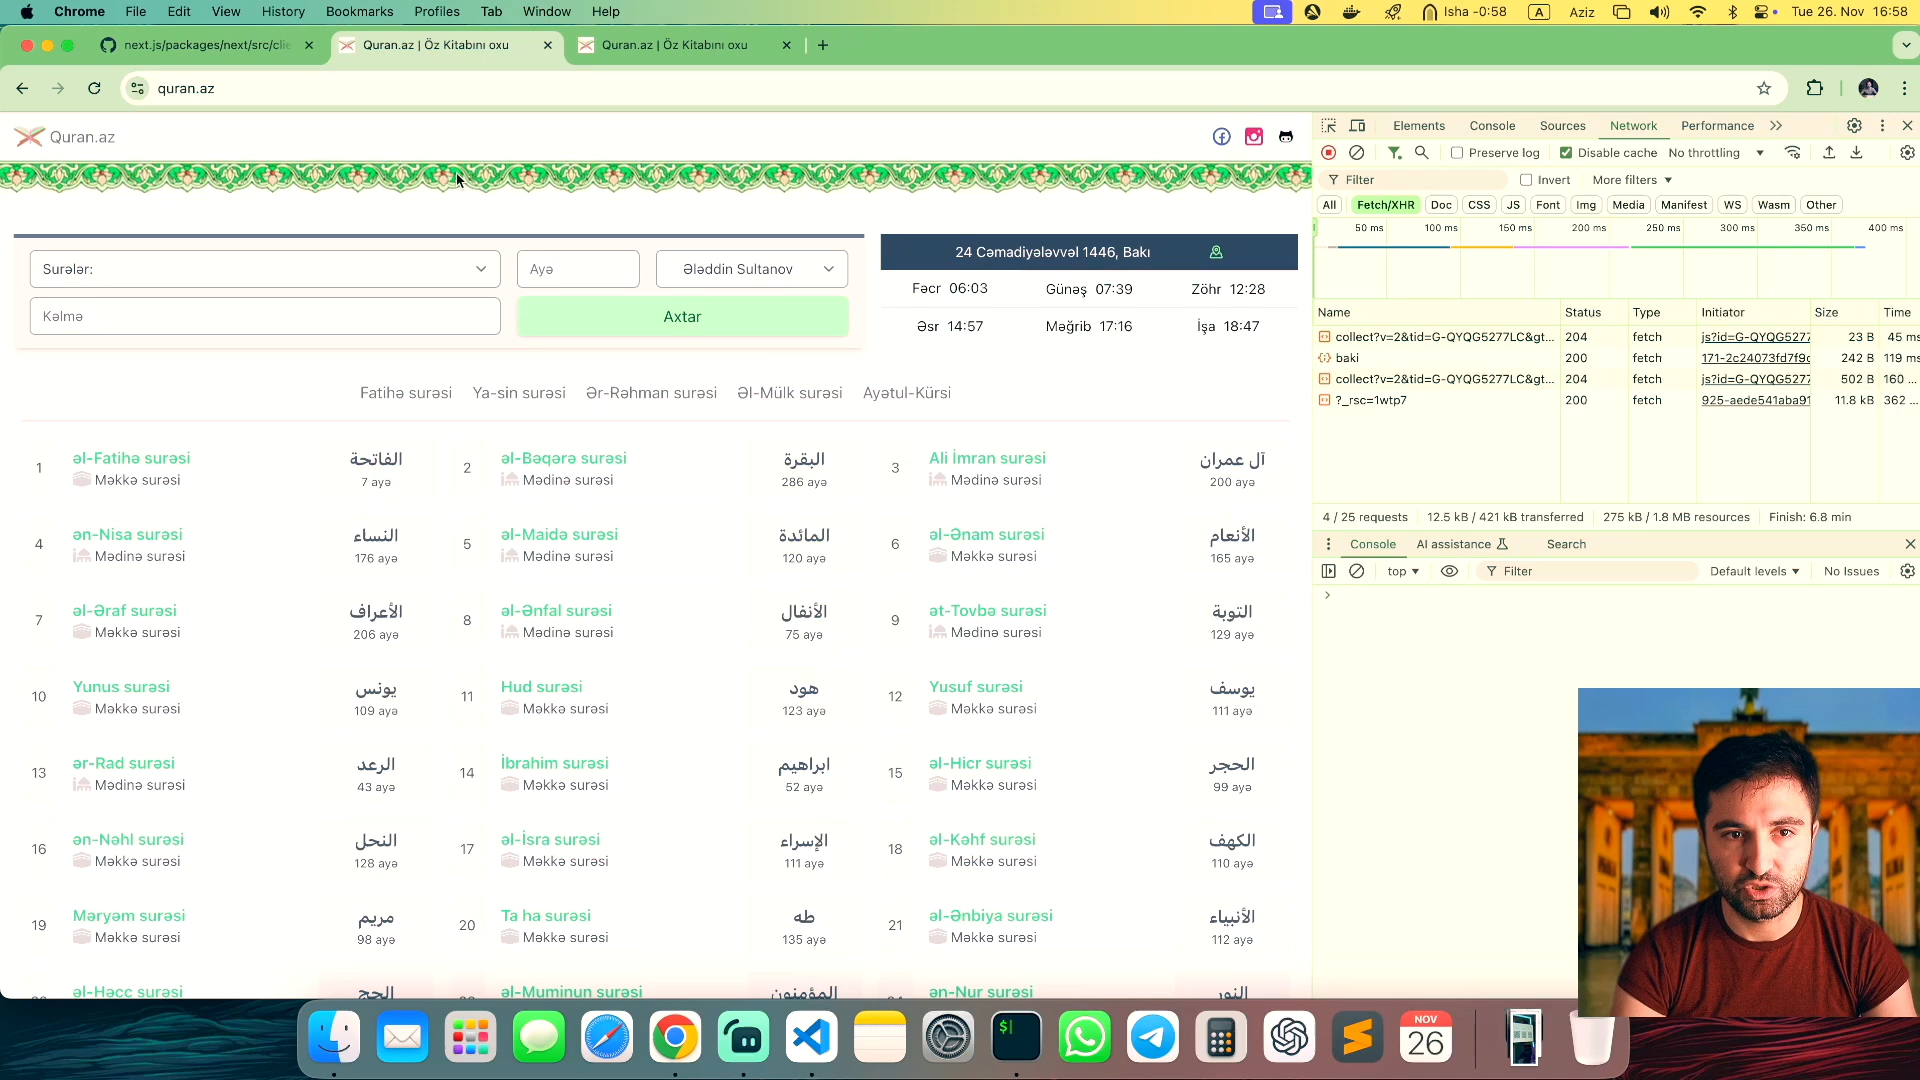 Chrome File Edit View History Bookmarks Profiles Tab Window Help Isha -0:58 A Aziz Tue 26. Nov 16:58
next.js/packages/next/src/clie Quran.az | Öz Kitabını oxu Quran.az | Öz Kitabını oxu
quran.az
Quran.az
Surələr: Ayə Ələddin Sultanov
Kəlmə Axtar
24 Cəmadiyələvvəl 1446, Bakı
Fəcr 06:03 Günəş 07:39 Zöhr 12:28
Əsr 14:57 Məğrib 17:16 İşa 18:47
Fatihə surəsi Ya-sin surəsi Ər-Rəhman surəsi Əl-Mülk surəsi Ayətul-Kürsi
1 əl-Fatihə surəsi الفاتحة
Məkkə surəsi 7 ayə
2 əl-Bəqərə surəsi البقرة
Mədinə surəsi 286 ayə
3 Ali İmran surəsi آل عمران
Mədinə surəsi 200 ayə
4 ən-Nisa surəsi النساء
Mədinə surəsi 176 ayə
5 əl-Maidə surəsi المائدة
Mədinə surəsi 120 ayə
6 əl-Ənam surəsi الأنعام
Məkkə surəsi 165 ayə
7 əl-Əraf surəsi الأعراف
Məkkə surəsi 206 ayə
8 əl-Ənfal surəsi الأنفال
Mədinə surəsi 75 ayə
9 ət-Tovbə surəsi التوبة
Mədinə surəsi 129 ayə
10 Yunus surəsi يونس
Məkkə surəsi 109 ayə
11 Hud surəsi هود
Məkkə surəsi 123 ayə
12 Yusuf surəsi يوسف
Məkkə surəsi 111 ayə
13 ər-Rad surəsi الرعد
Mədinə surəsi 43 ayə
14 İbrahim surəsi ابراهيم
Məkkə surəsi 52 ayə
15 əl-Hicr surəsi الحجر
Məkkə surəsi 99 ayə
16 ən-Nəhl surəsi النحل
Məkkə surəsi 128 ayə
17 əl-İsra surəsi الإسراء
Məkkə surəsi 111 ayə
18 əl-Kəhf surəsi الكهف
Məkkə surəsi 110 ayə
19 Məryəm surəsi مريم
Məkkə surəsi 98 ayə
20 Ta ha surəsi طه
Məkkə surəsi 135 ayə
21 əl-Ənbiya surəsi الأنبياء
Məkkə surəsi 112 ayə
əl-Həcc surəsi الحج
əl-Muminun surəsi المؤمنون
ən-Nur surəsi النور
Elements Console Sources Network Performance
Preserve log Disable cache No throttling
Filter Invert More filters
All Fetch/XHR Doc CSS JS Font Img Media Manifest WS Wasm Other
50 ms 100 ms 150 ms 200 ms 250 ms 300 ms 350 ms 400 ms
Name Status Type Initiator Size Time
collect?v=2&tid=G-QYQG5277LC&gt... 204 fetch js?id=G-QYQG5277 23 B 45 ms
baki 200 fetch 171-2c24073fd7f9c 242 B 119 ms
collect?v=2&tid=G-QYQG5277LC&gt... 204 fetch js?id=G-QYQG5277 502 B 160 ...
?_rsc=1wtp7 200 fetch 925-aede541aba91 11.8 kB 362 ...
4 / 25 requests 12.5 kB / 421 kB transferred 275 kB / 1.8 MB resources Finish: 6.8 min
Console AI assistance Search
top Filter Default levels No Issues
NOV
26